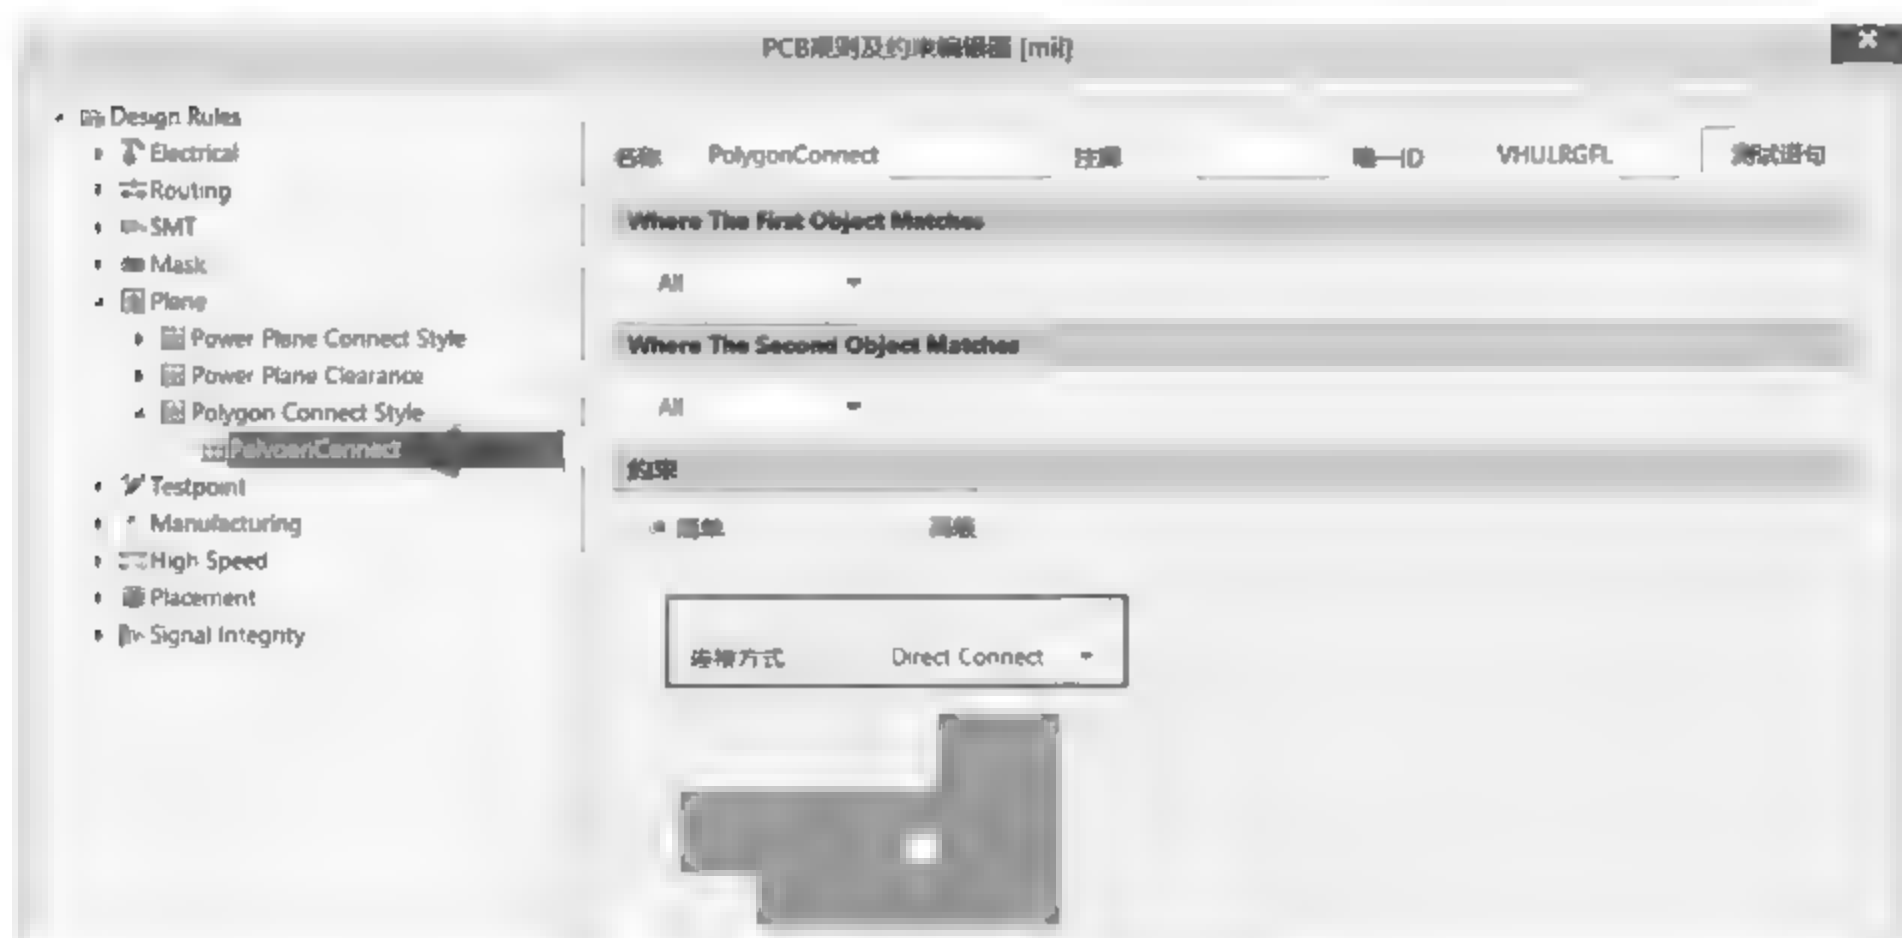 PCB规则及约束编辑器 [mil]
Design Rules
Electrical
Routing
SMT
Mask
Plane
Power Plane Connect Style
Power Plane Clearance
Polygon Connect Style
PolygonConnect
Testpoint
Manufacturing
High Speed
Placement
Signal Integrity
名称 PolygonConnect 注释 唯一ID VHULRGFL 测试语句
Where The First Object Matches
All
Where The Second Object Matches
All
约束
简单 高级
连接方式 Direct Connect